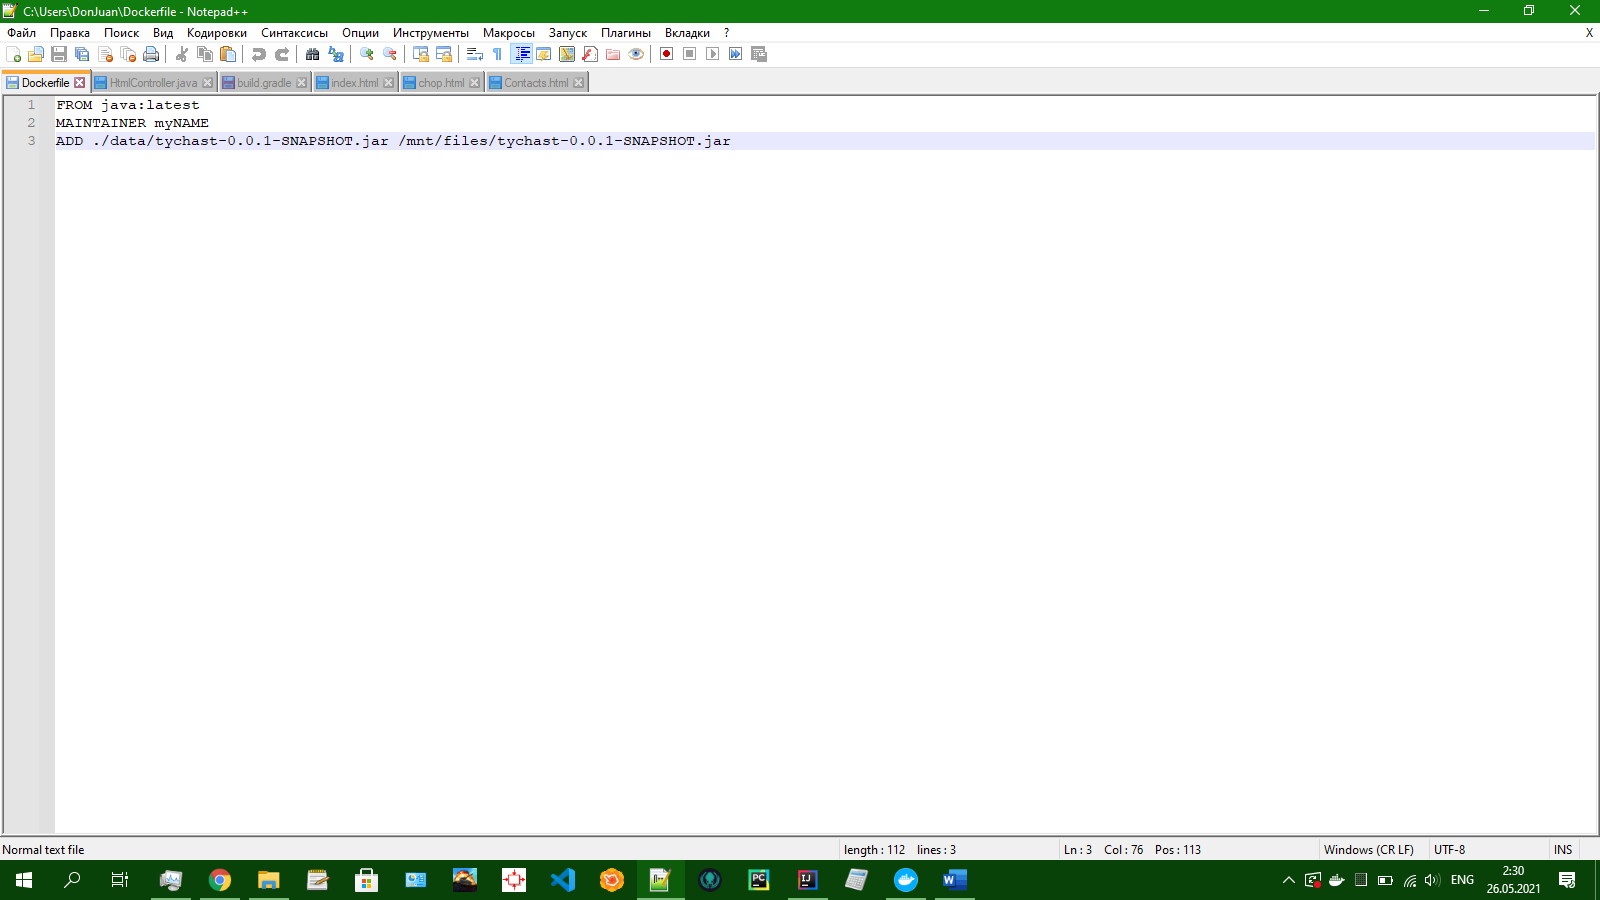 C:\Users\DonJuan\Dockerfile - Notepad++
Файл Правка Поиск Вид Кодировки Синтаксисы Опции Инструменты Макросы Запуск Плагины Вкладки ? X
Dockerfile HtmlController.java build.gradle index.html chop.html Contacts.html
1 FROM java:latest
2 MAINTAINER myNAME
3 ADD ./data/tychast-0.0.1-SNAPSHOT.jar /mnt/files/tychast-0.0.1-SNAPSHOT.jar
Normal text file length : 112 lines : 3 Ln : 3 Col : 76 Pos : 113 Windows (CR LF) UTF-8 INS
ENG 2:30
26.05.2021